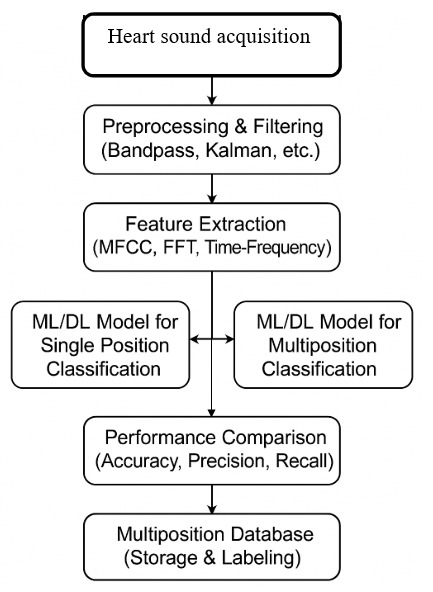 Heart sound acquisition
Preprocessing & Filtering
(Bandpass, Kalman, etc.)
Feature Extraction
(MFCC, FFT, Time-Frequency)
ML/DL Model for
Single Position
Classification
ML/DL Model for
Multiposition
Classification
Performance Comparison
(Accuracy, Precision, Recall)
Multiposition Database
(Storage & Labeling)